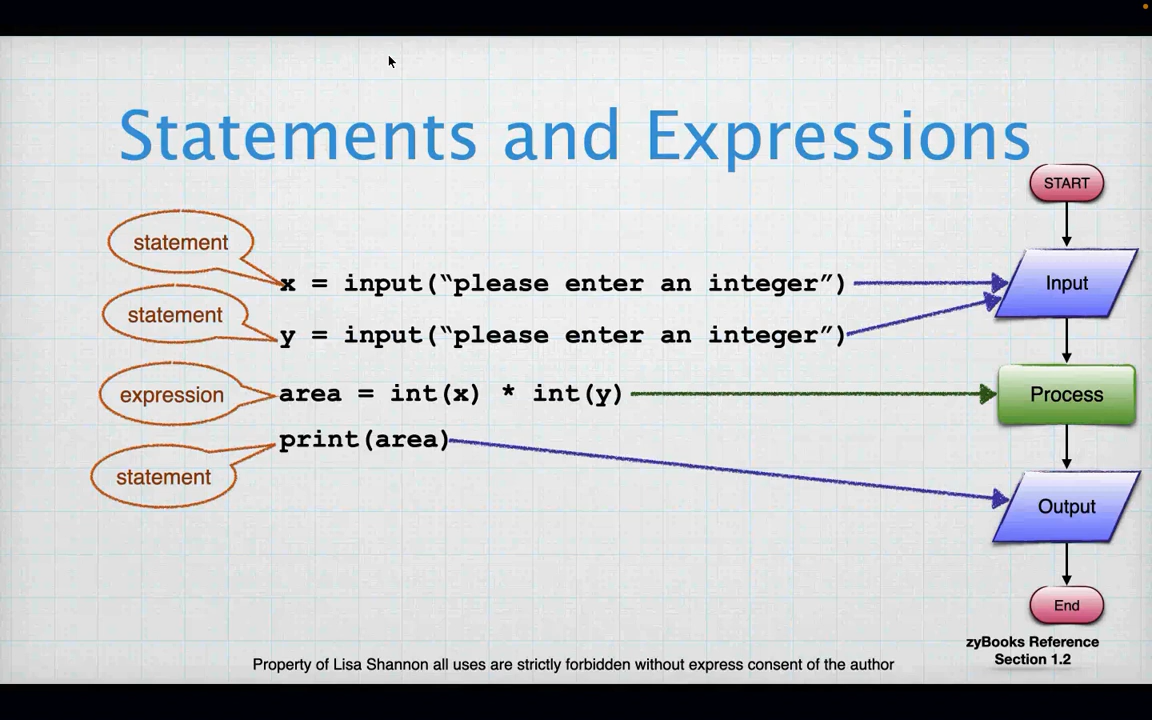 Statements and Expressions
START
statement
x = input(“please enter an integer”)
Input
statement
y = input(“please enter an integer”)
expression
area = int(x) * int(y)
Process
print(area)
statement
Output
End
zyBooks Reference
Section 1.2
Property of Lisa Shannon all uses are strictly forbidden without express consent of the author